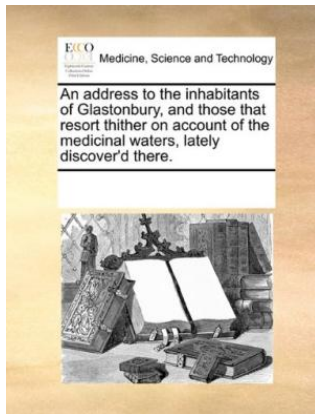 ECCO
Medicine, Science and Technology
An address to the inhabitants
of Glastonbury, and those that
resort thither on account of the
medicinal waters, lately
discover'd there.